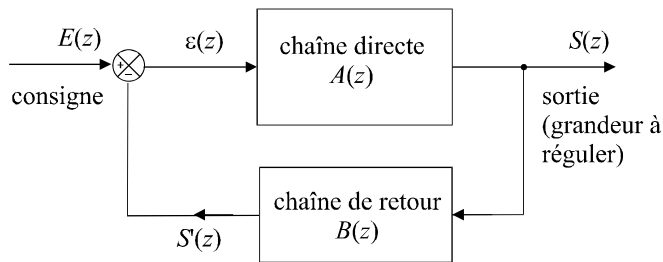 E(z)
ε(z)
chaîne directe
A(z)
S(z)
+
−
consigne
sortie
(grandeur à
réguler)
chaîne de retour
B(z)
S'(z)